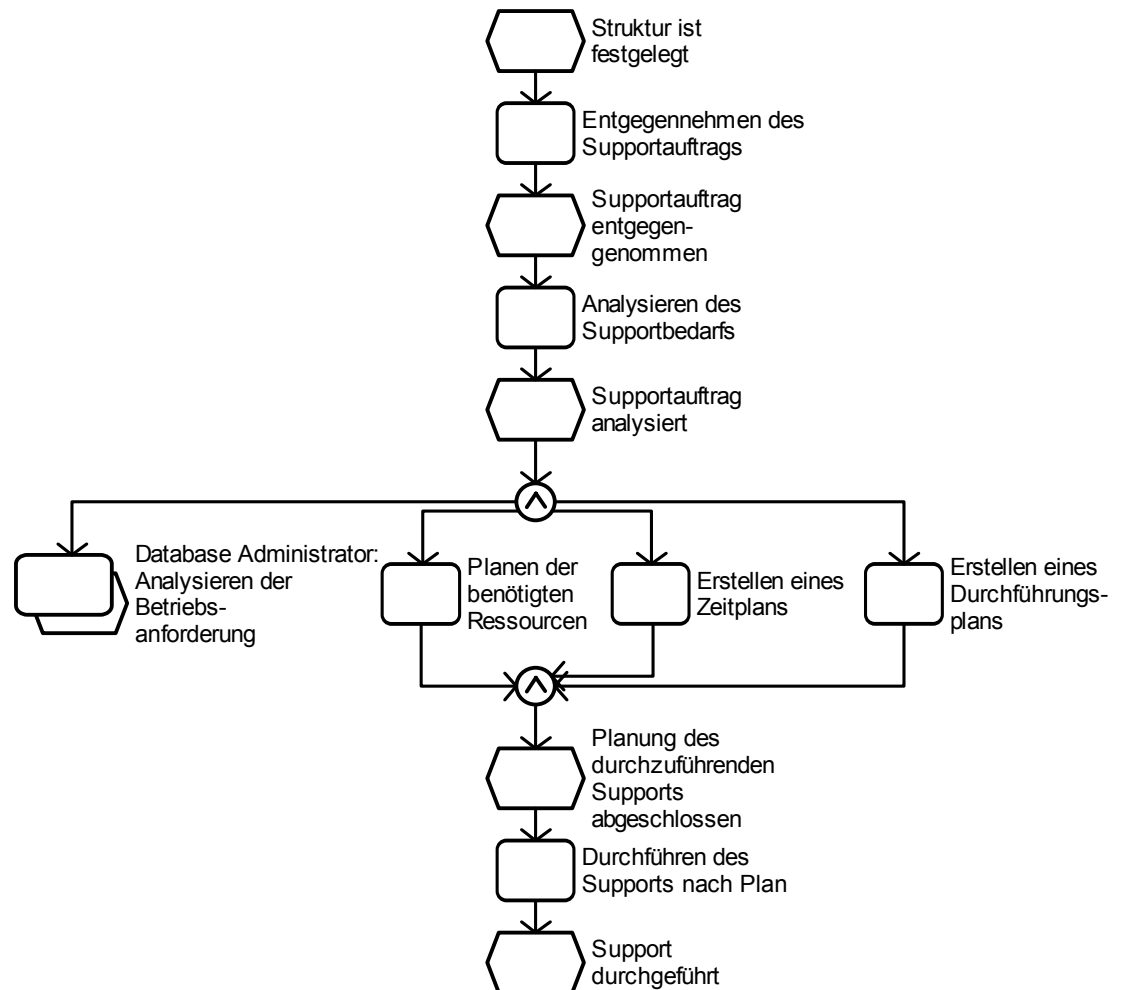 Struktur ist
festgelegt
Entgegennehmen des
Supportauftrags
Supportauftrag
entgegen-
genommen
Analysieren des
Supportbedarfs
Supportauftrag
analysiert
Database Administrator:
Analysieren der
Betriebs-
anforderung
Planen der
benötigten
Ressourcen
Erstellen eines
Zeitplans
Erstellen eines
Durchführungs-
plans
Planung des
durchzuführenden
Supports
abgeschlossen
Durchführen des
Supports nach Plan
Support
durchgeführt